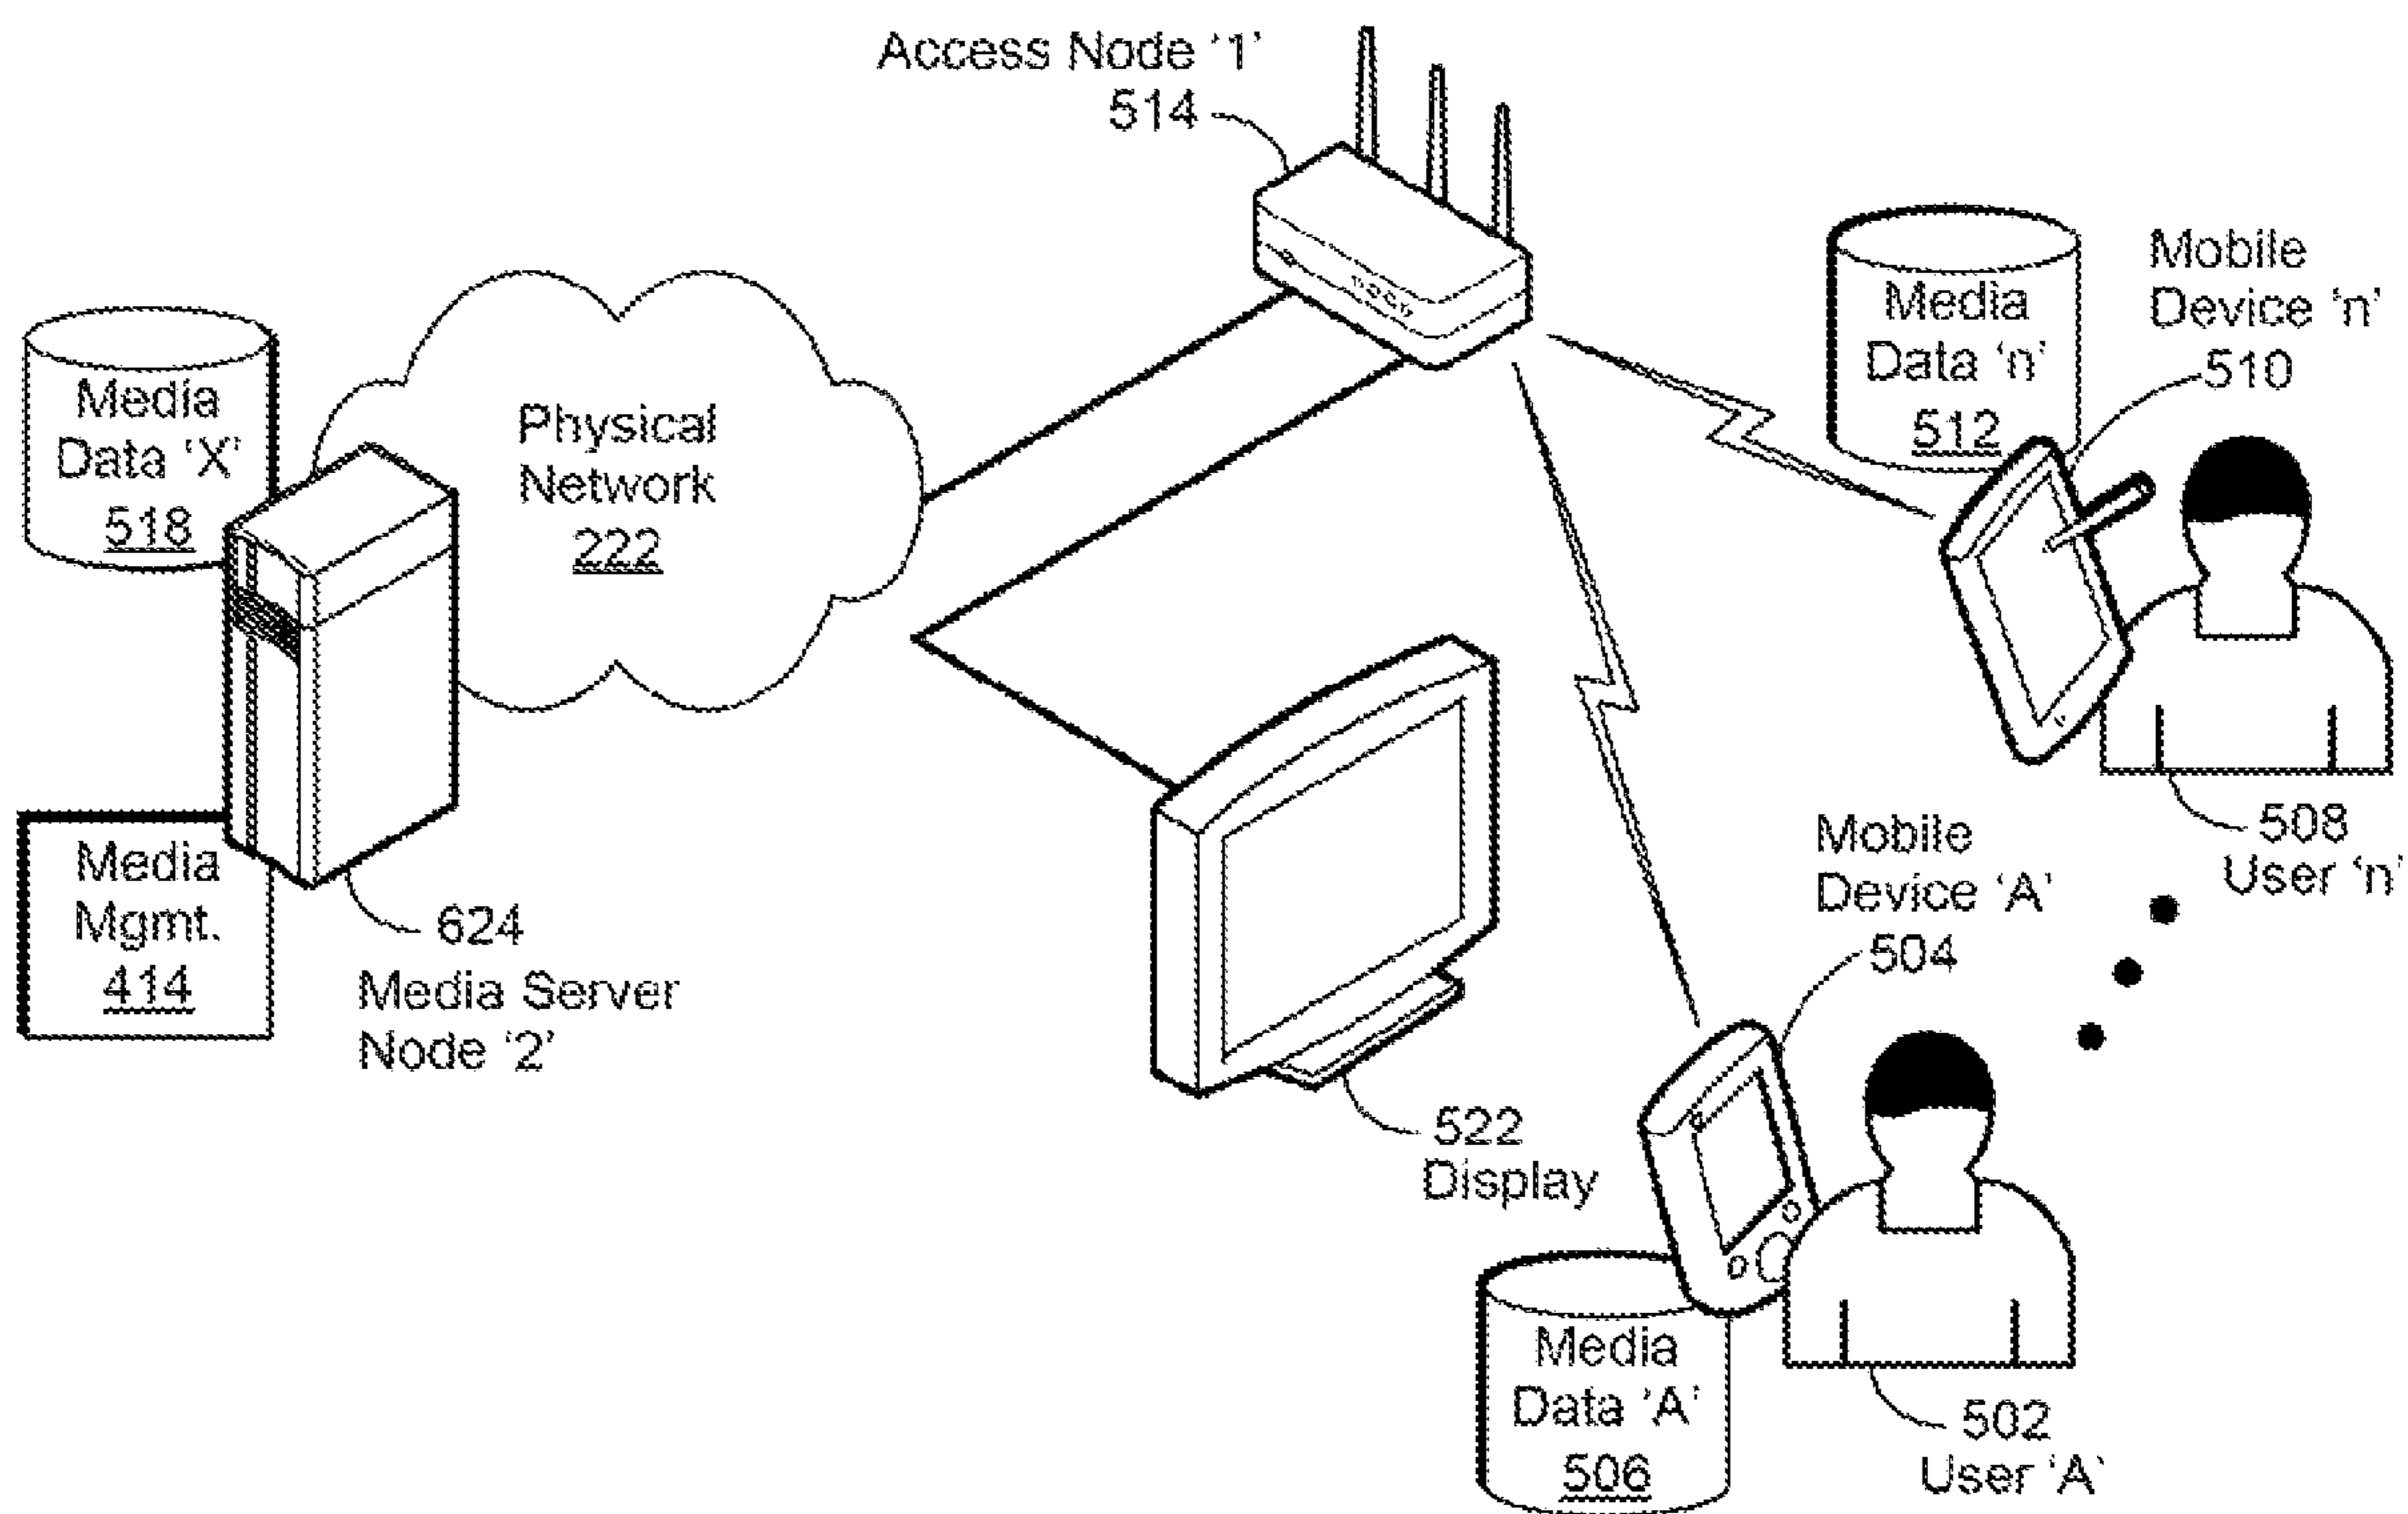 Access Node ‘1’
514
Media
Data ‘n’
512
Mobile
Device ‘n’
510
Media
Data ‘X’
518
Physical
Network
222
508
User ‘n’
Mobile
Device ‘A’
504
Media
Mgmt.
414
624
Media Server
Node ‘2’
522
Display
Media
Data ‘A’
506
502
User ‘A’